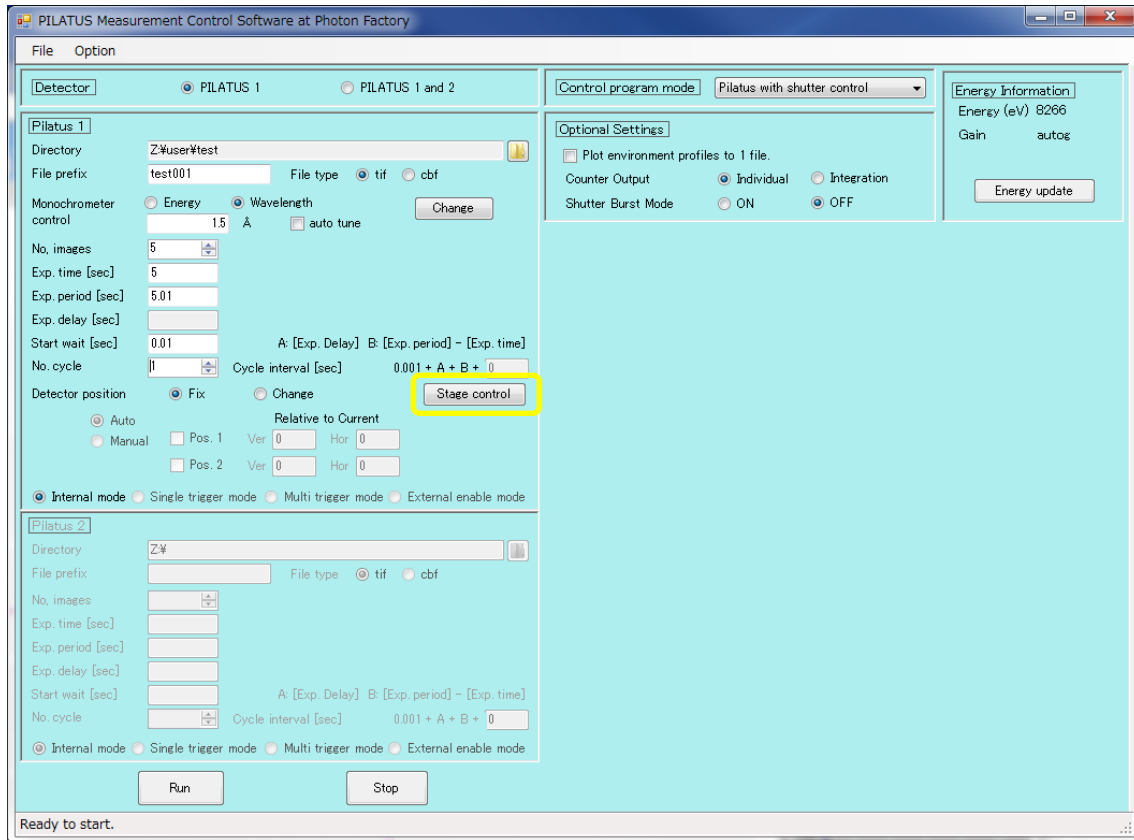 PILATUS Measurement Control Software at Photon Factory
File Option
Detector PILATUS 1 PILATUS 1 and 2
Control program mode Pilatus with shutter control
Energy Information
Energy (eV) 8266
Gain autog
Energy update
Optional Settings
Plot environment profiles to 1 file.
Counter Output Individual Integration
Shutter Burst Mode ON OFF
Pilatus 1
Directory Z:¥user¥test
File prefix test001 File type tif cbf
Monochrometer control Energy Wavelength Change
1.5 Å auto tune
No, images 5
Exp. time [sec] 5
Exp. period [sec] 5.01
Exp. delay [sec]
Start wait [sec] 0.01 A: [Exp. Delay] B: [Exp. period] - [Exp. time]
No. cycle 1 Cycle interval [sec] 0.001 + A + B + 0
Detector position Fix Change Stage control
Auto Relative to Current
Manual Pos. 1 Ver 0 Hor 0
Pos. 2 Ver 0 Hor 0
Internal mode Single trigger mode Multi trigger mode External enable mode
Pilatus 2
Directory Z:¥
File prefix File type tif cbf
No, images
Exp. time [sec]
Exp. period [sec]
Exp. delay [sec]
Start wait [sec] A: [Exp. Delay] B: [Exp. period] - [Exp. time]
No. cycle Cycle interval [sec] 0.001 + A + B + 0
Internal mode Single trigger mode Multi trigger mode External enable mode
Run Stop
Ready to start.